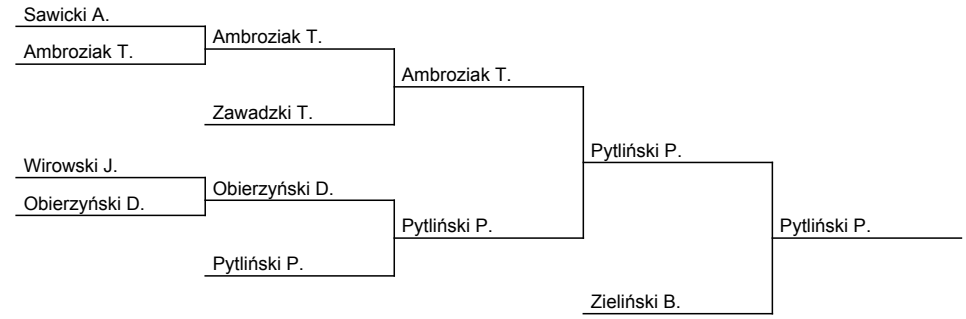 Sawicki A.
Ambroziak T.
Ambroziak T.
Ambroziak T.
Zawadzki T.
Pytliński P.
Wirowski J.
Obierzyński D.
Obierzyński D.
Pytliński P.
Pytliński P.
Pytliński P.
Zieliński B.